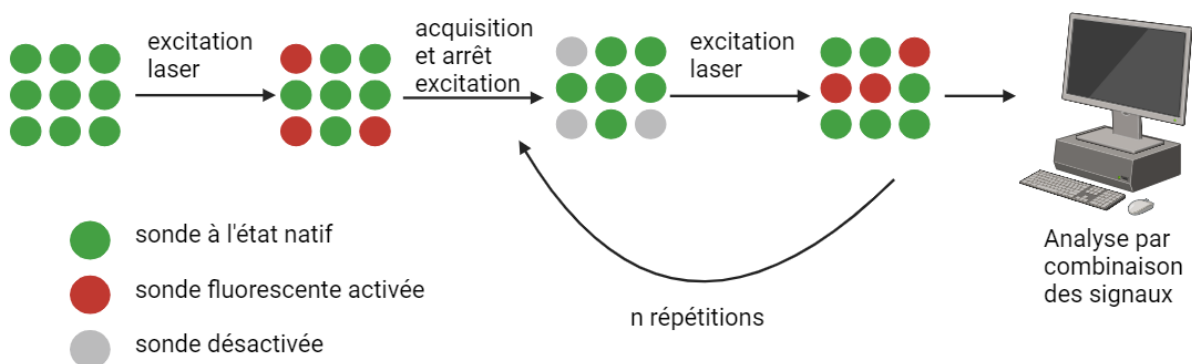 excitation
laser
acquisition
et arrêt
excitation
excitation
laser
sonde à l'état natif
sonde fluorescente activée
sonde désactivée
n répétitions
Analyse par
combinaison
des signaux